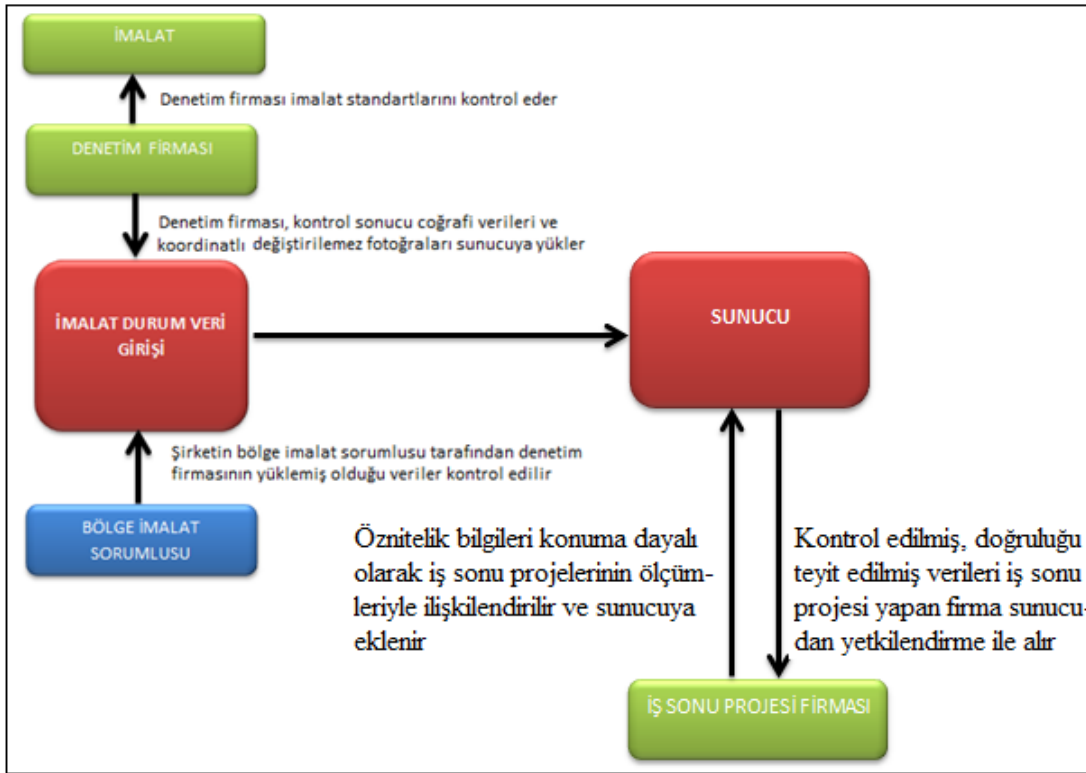 İMALAT
Denetim firması imalat standartlarını kontrol eder
DENETİM FİRMASI
Denetim firması, kontrol sonucu coğrafi verileri ve
koordinatlı değiştirilemez fotoğraları sunucuya yükler
İMALAT DURUM VERİ
GİRİŞİ
SUNUCU
Şirketin bölge imalat sorumlusu tarafından denetim
firmasının yüklemiş olduğu veriler kontrol edilir
BÖLGE İMALAT
SORUMLUSU
Öznitelik bilgileri konuma dayalı
olarak iş sonu projelerinin ölçüm-
leriyle ilişkilendirilir ve sunucuya
eklenir
Kontrol edilmiş, doğruluğu
teyit edilmiş verileri iş sonu
projesi yapan firma sunucu-
dan yetkilendirme ile alır
İŞ SONU PROJESİ FİRMASI